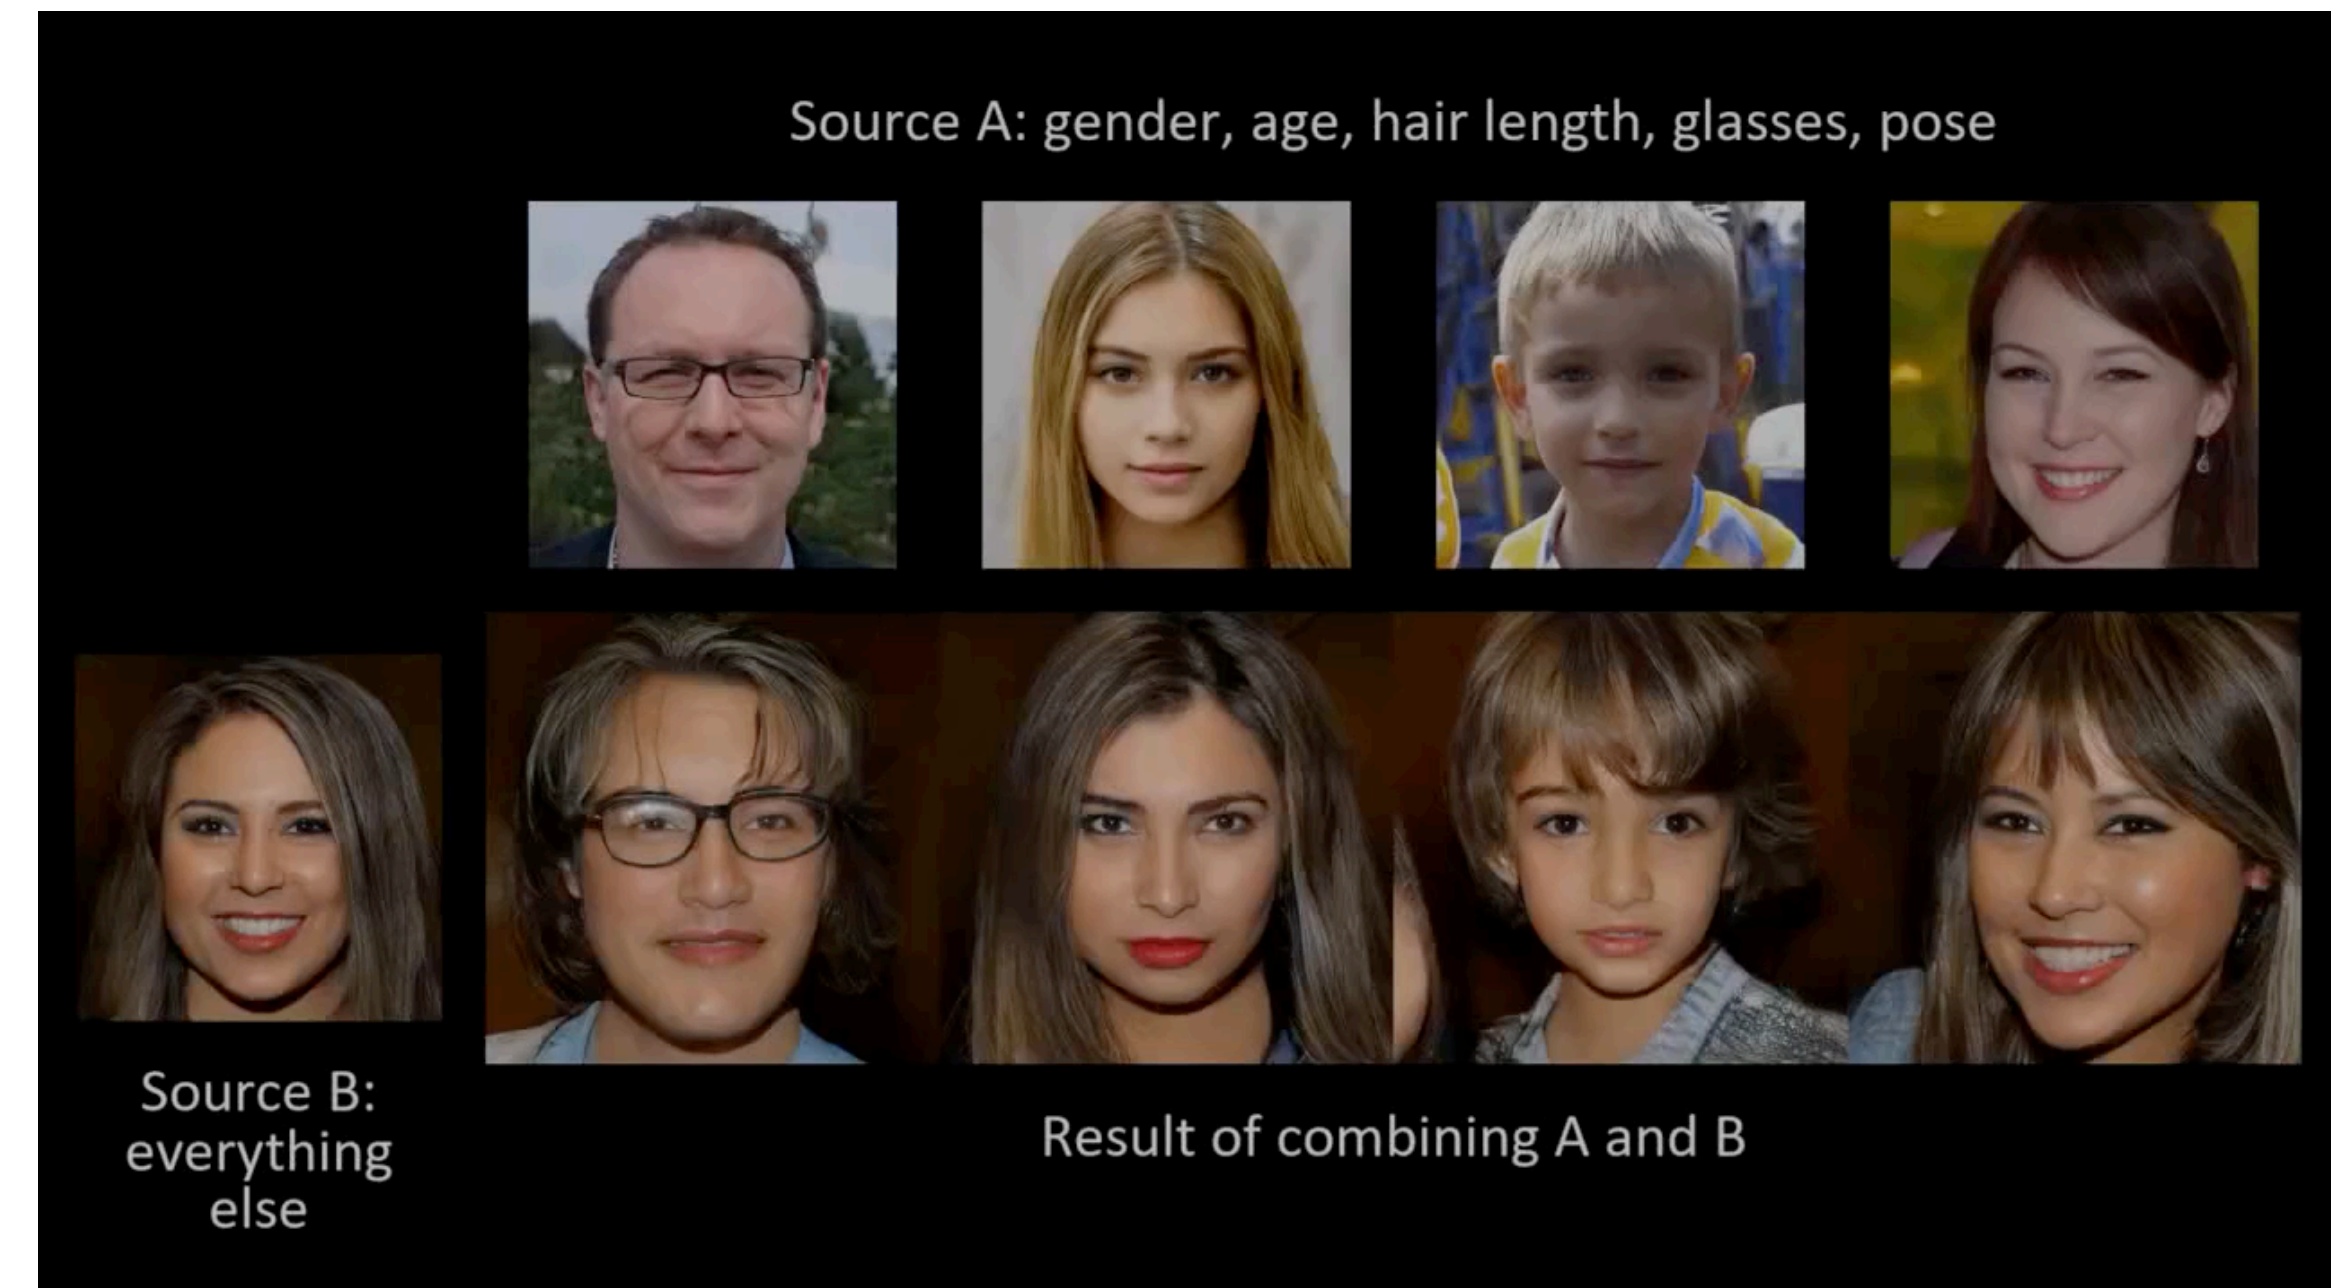 Source A: gender, age, hair length, glasses, pose
Source B:
everything
else
Result of combining A and B